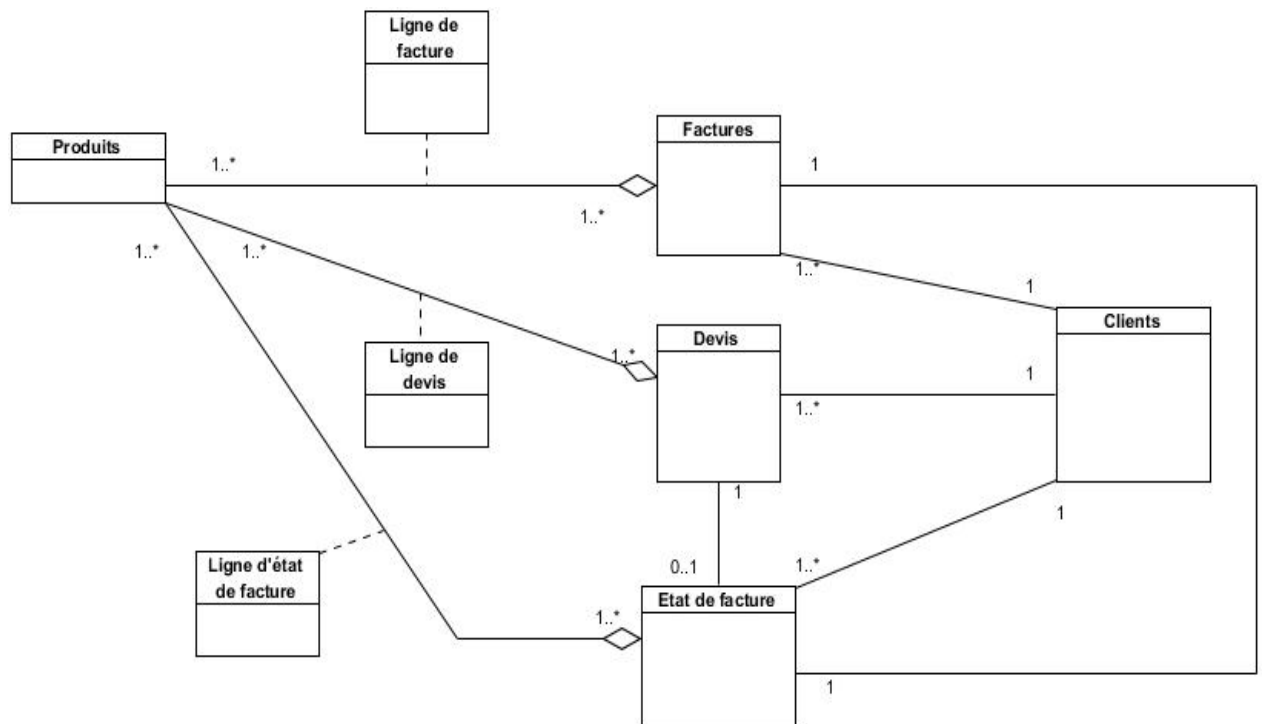 Ligne de
facture
Produits
1..*
1..*
Factures
1
1..*
1
1..*
1..*
Ligne de
devis
1..*
Devis
1..*
1
Clients
1
0..1
1..*
1
Ligne d'état
de facture
1..*
Etat de facture
1